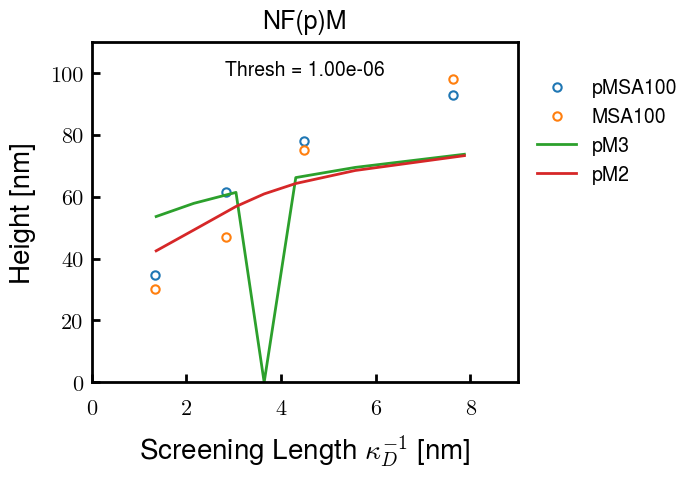 NF(p)M
Thresh = 1.00e-06
100
80
60
40
20
0
Height [nm]
0 2 4 6 8
Screening Length $\kappa_D^{-1}$ [nm]
pMSA100
MSA100
pM3
pM2